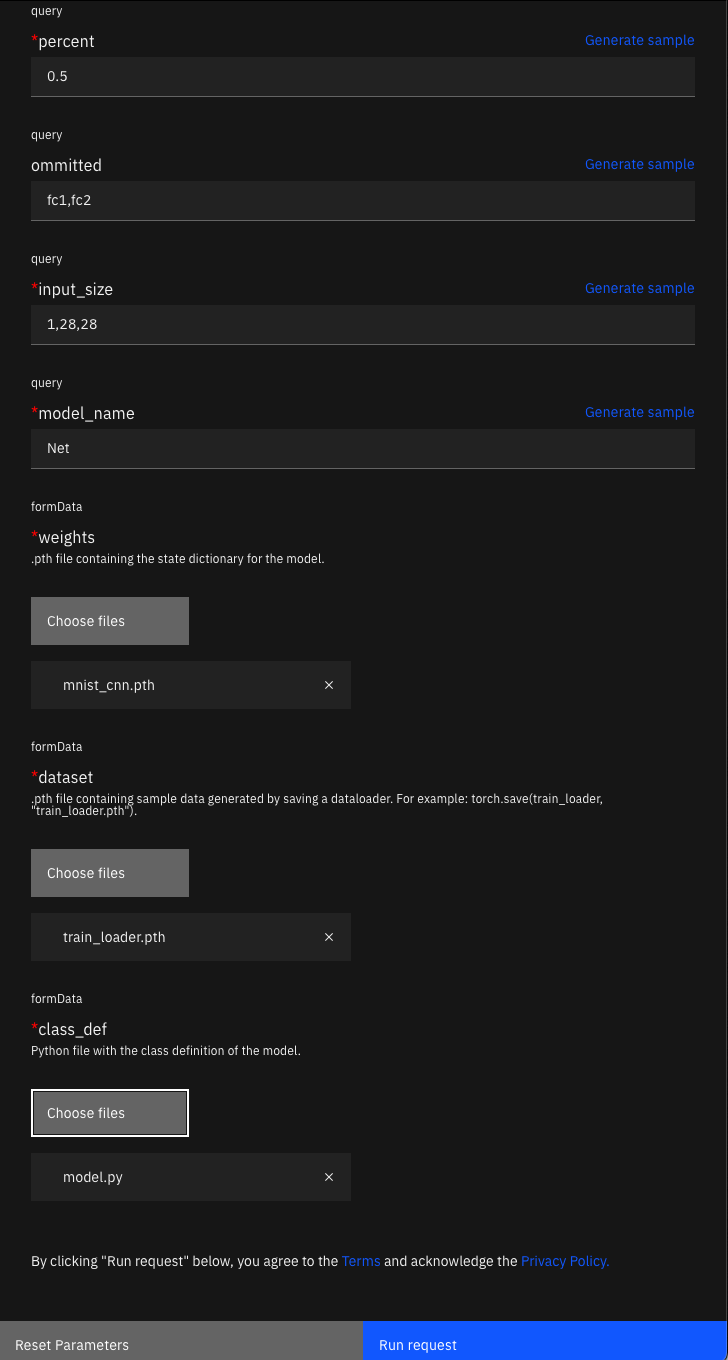 query
*percent Generate sample
0.5
query
ommitted Generate sample
fc1,fc2
query
*input_size Generate sample
1,28,28
query
*model_name Generate sample
Net
formData
*weights
.pth file containing the state dictionary for the model.
Choose files
mnist_cnn.pth ×
formData
*dataset
.pth file containing sample data generated by saving a dataloader. For example: torch.save(train_loader,
"train_loader.pth").
Choose files
train_loader.pth ×
formData
*class_def
Python file with the class definition of the model.
Choose files
model.py ×
By clicking "Run request" below, you agree to the Terms and acknowledge the Privacy Policy.
Reset Parameters Run request